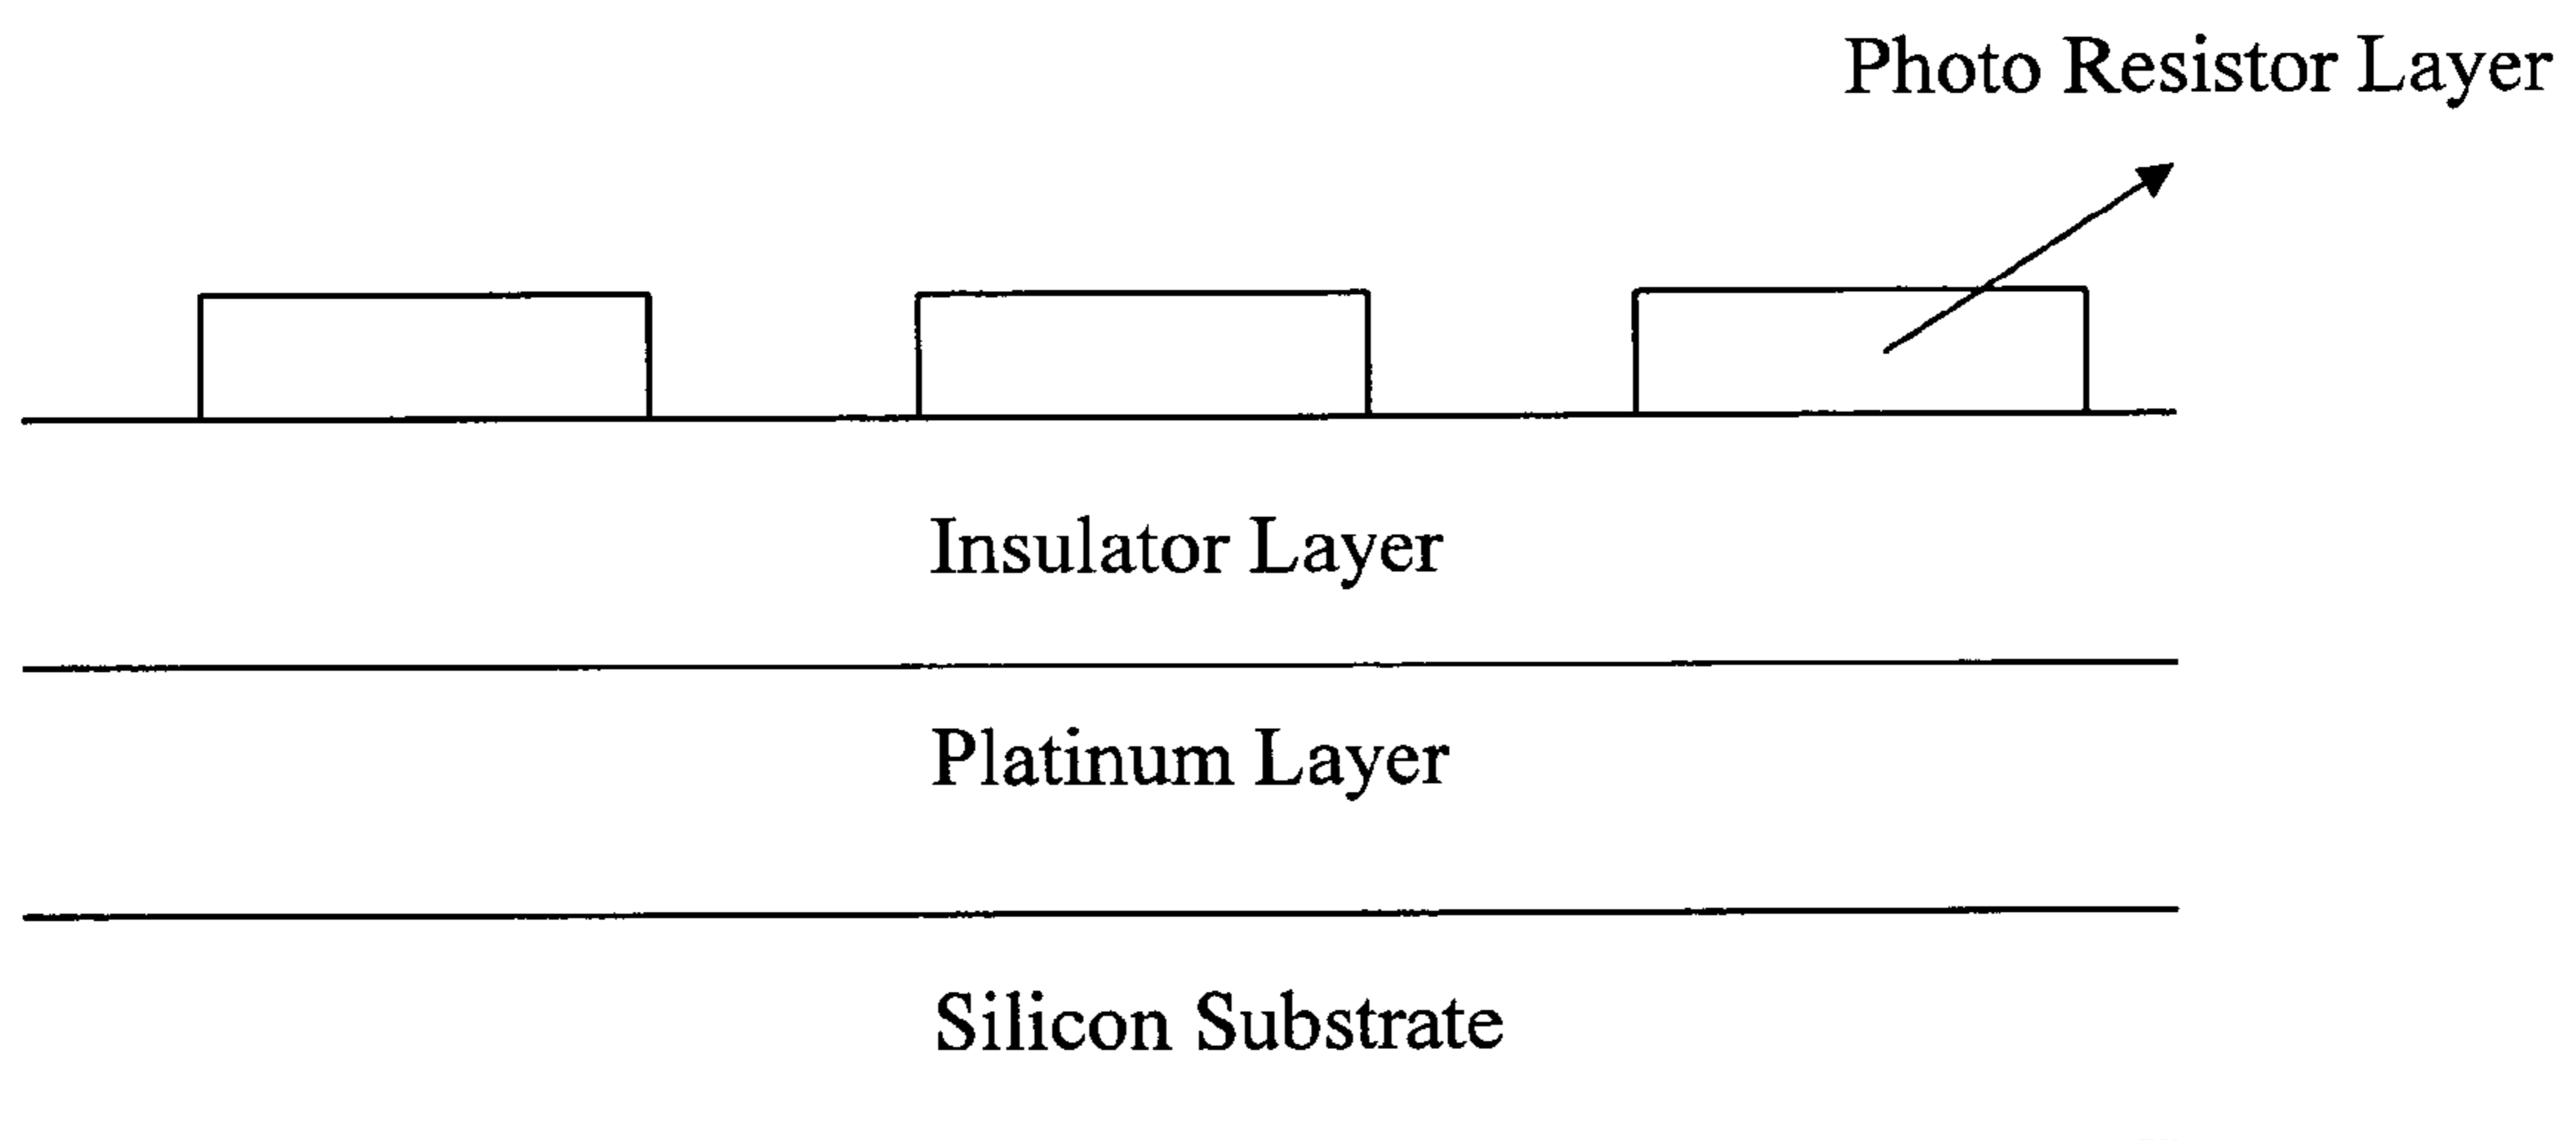 Photo Resistor Layer
Insulator Layer
Platinum Layer
Silicon Substrate